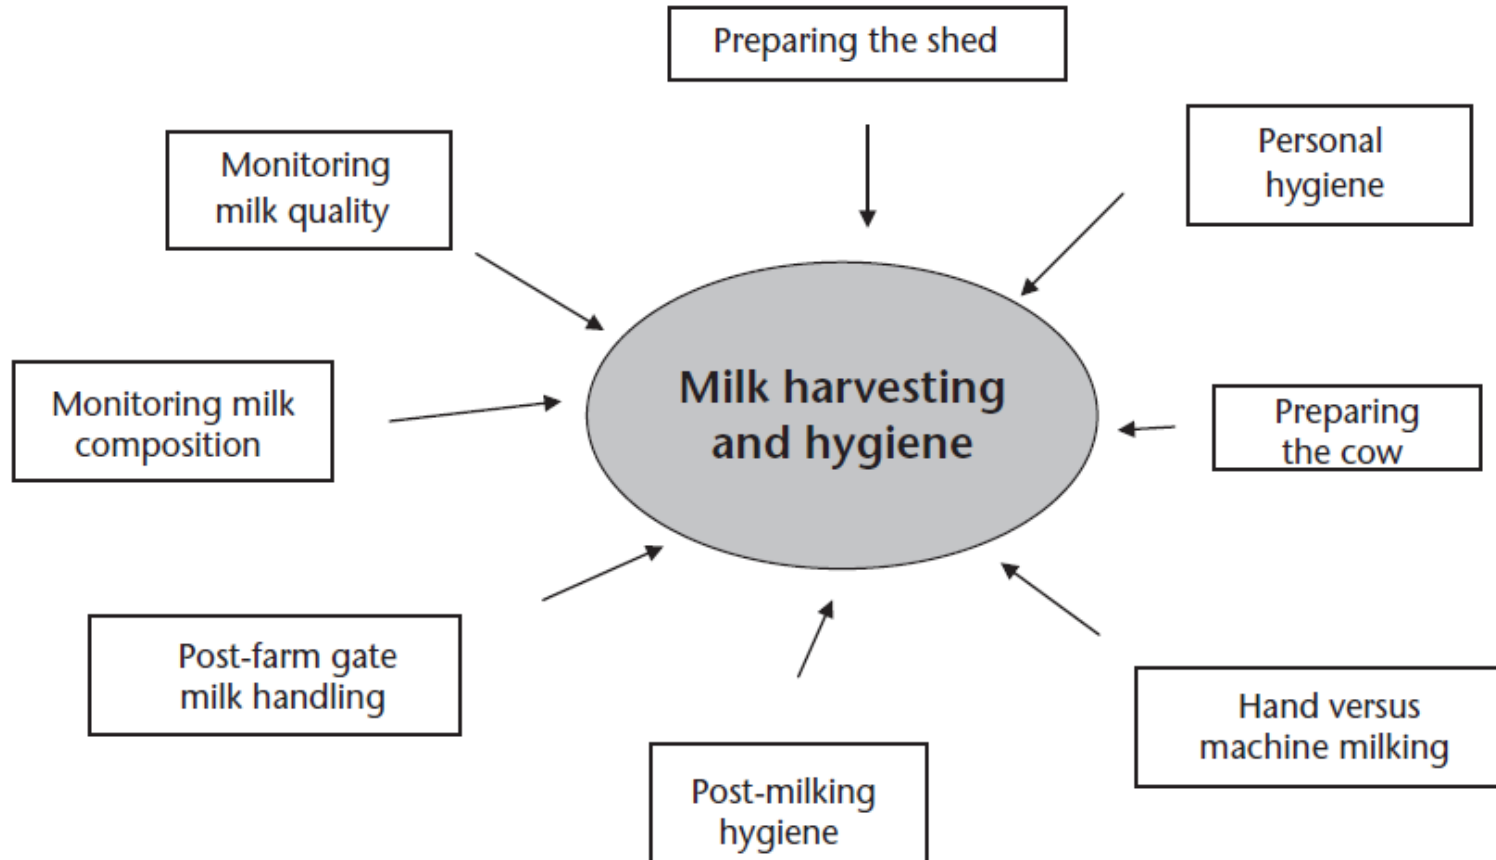 Preparing the shed
Personal
hygiene
Monitoring
milk quality
Milk harvesting
and hygiene
Monitoring milk
composition
Preparing
the cow
Post-farm gate
milk handling
Hand versus
machine milking
Post-milking
hygiene